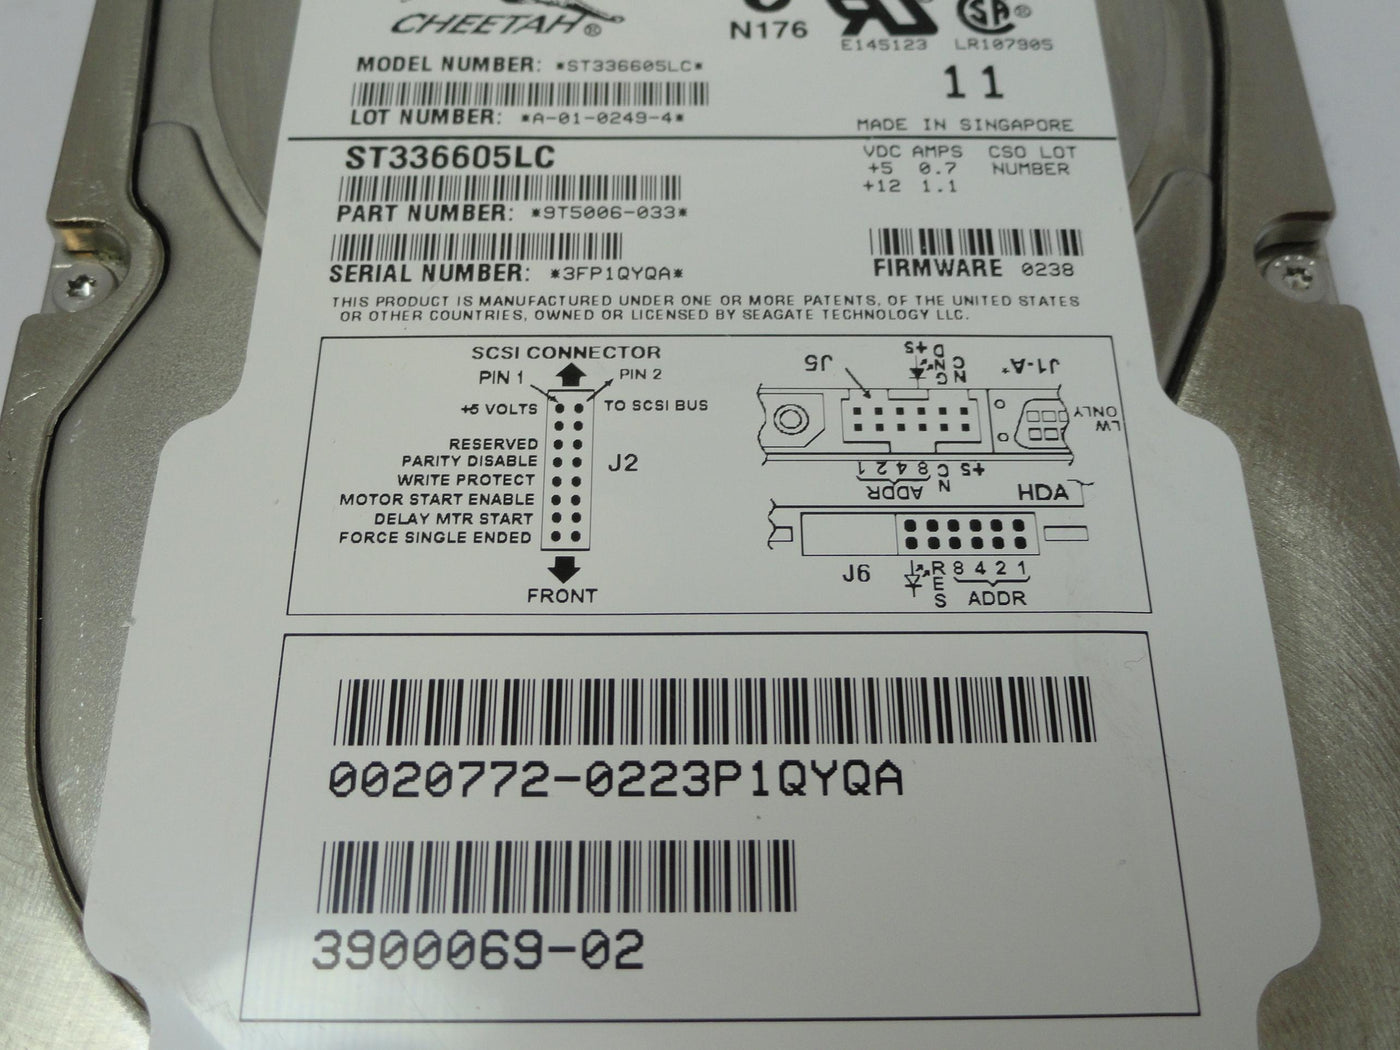 CHEETAH®
N176
E145123 LR107905
MODEL NUMBER: *ST336605LC*
11
LOT NUMBER: *A-01-0249-4*
MADE IN SINGAPORE
ST336605LC
VDC AMPS CSO LOT
+5 0.7 NUMBER
+12 1.1
PART NUMBER: *9T5006-033*
SERIAL NUMBER: *3FP1QYQA*
FIRMWARE 0238
THIS PRODUCT IS MANUFACTURED UNDER ONE OR MORE PATENTS, OF THE UNITED STATES
OR OTHER COUNTRIES, OWNED OR LICENSED BY SEAGATE TECHNOLOGY LLC.
SCSI CONNECTOR
PIN 1 PIN 2
+5 VOLTS TO SCSI BUS
RESERVED
PARITY DISABLE
WRITE PROTECT
MOTOR START ENABLE
DELAY MTR START
FORCE SINGLE ENDED
J2
FRONT
J5
D +5
G N C
N C
J1-A*
LW
ONLY
1 2 4 8 N C +5
ADDR
HDA
J6
RES 8 4 2 1
ADDR
0020772-0223P1QYQA
3900069-02